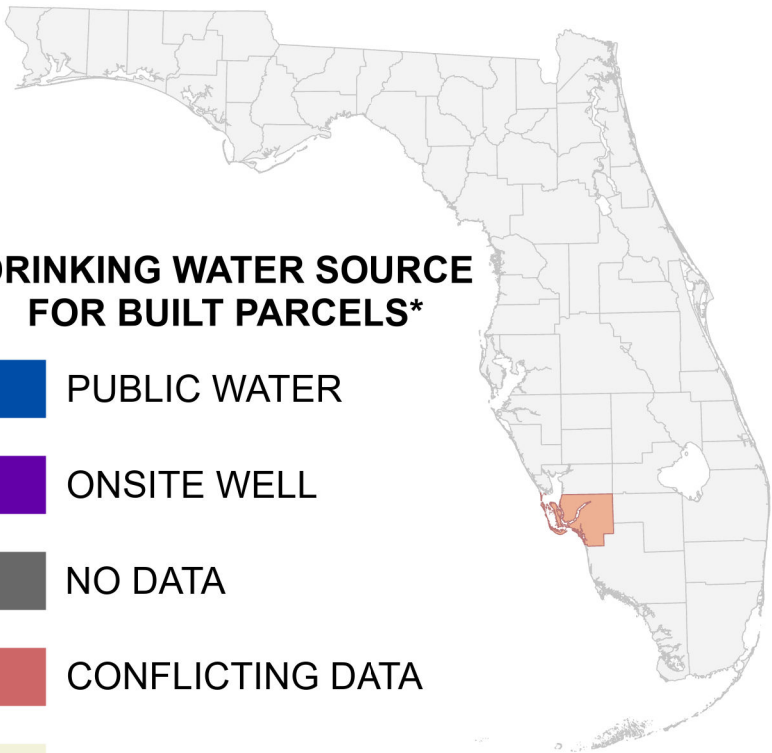 DRINKING WATER SOURCE
FOR BUILT PARCELS*
PUBLIC WATER
ONSITE WELL
NO DATA
CONFLICTING DATA